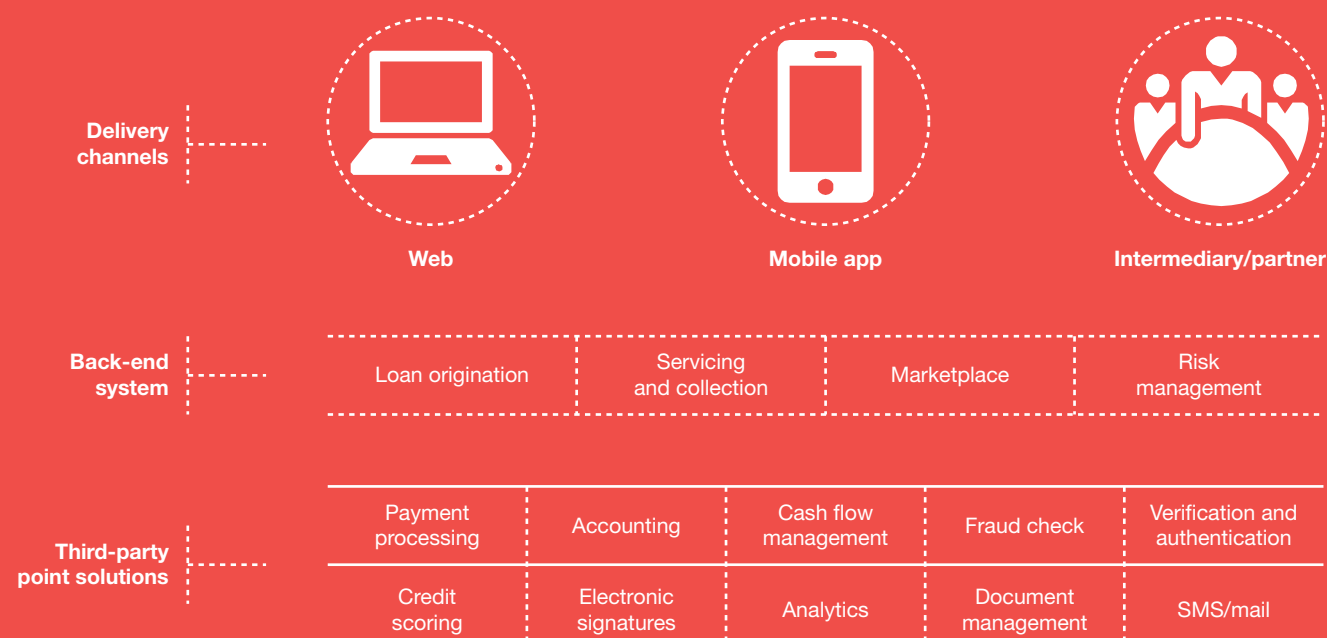 Delivery
channels
Web
Mobile app
Intermediary/partner
Back-end
system
Loan origination
Servicing
and collection
Marketplace
Risk
management
Third-party
point solutions
Payment
processing
Accounting
Cash flow
management
Fraud check
Verification and
authentication
Credit
scoring
Electronic
signatures
Analytics
Document
management
SMS/mail